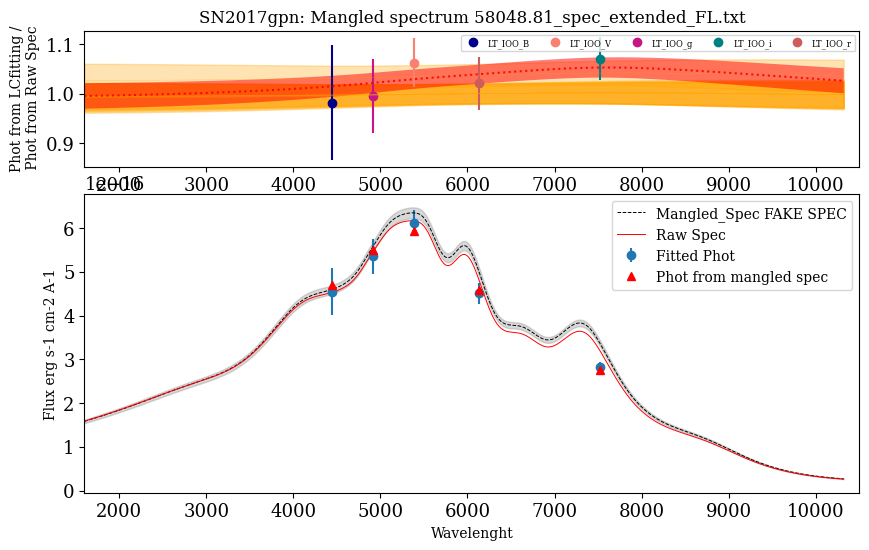 SN2017gpn: Mangled spectrum 58048.81_spec_extended_FL.txt
Phot from LCfitting /
Phot from Raw Spec
1.1
1.0
0.9
LT_IOO_B LT_IOO_V LT_IOO_g LT_IOO_i LT_IOO_r
2000 3000 4000 5000 6000 7000 8000 9000 10000
1e−16
Flux erg s-1 cm-2 A-1
6
5
4
3
2
1
0
Mangled_Spec FAKE SPEC
Raw Spec
Fitted Phot
Phot from mangled spec
2000 3000 4000 5000 6000 7000 8000 9000 10000
Wavelenght